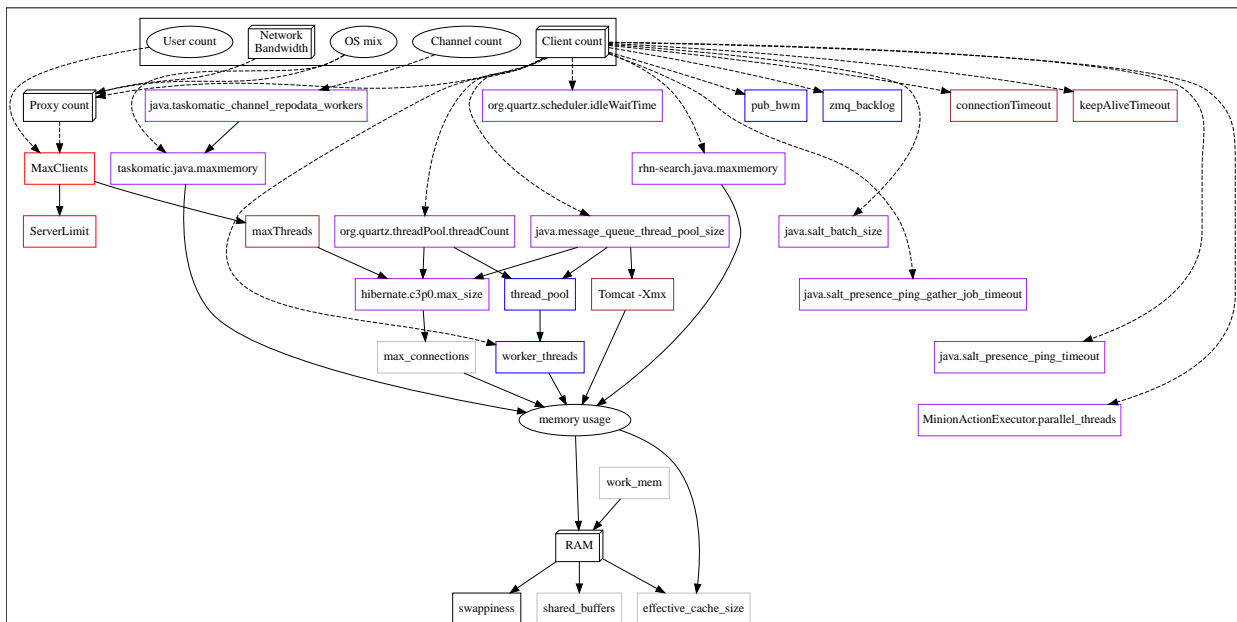 User count
Network
Bandwidth
OS mix
Channel count
Client count
Proxy count
java.taskomatic_channel_repodata_workers
org.quartz.scheduler.idleWaitTime
pub_hwm
zmq_backlog
connectionTimeout
keepAliveTimeout
MaxClients
taskomatic.java.maxmemory
rhn-search.java.maxmemory
ServerLimit
maxThreads
org.quartz.threadPool.threadCount
java.message_queue_thread_pool_size
java.salt_batch_size
hibernate.c3p0.max_size
thread_pool
Tomcat -Xmx
java.salt_presence_ping_gather_job_timeout
max_connections
worker_threads
java.salt_presence_ping_timeout
memory usage
MinionActionExecutor.parallel_threads
work_mem
RAM
swappiness
shared_buffers
effective_cache_size